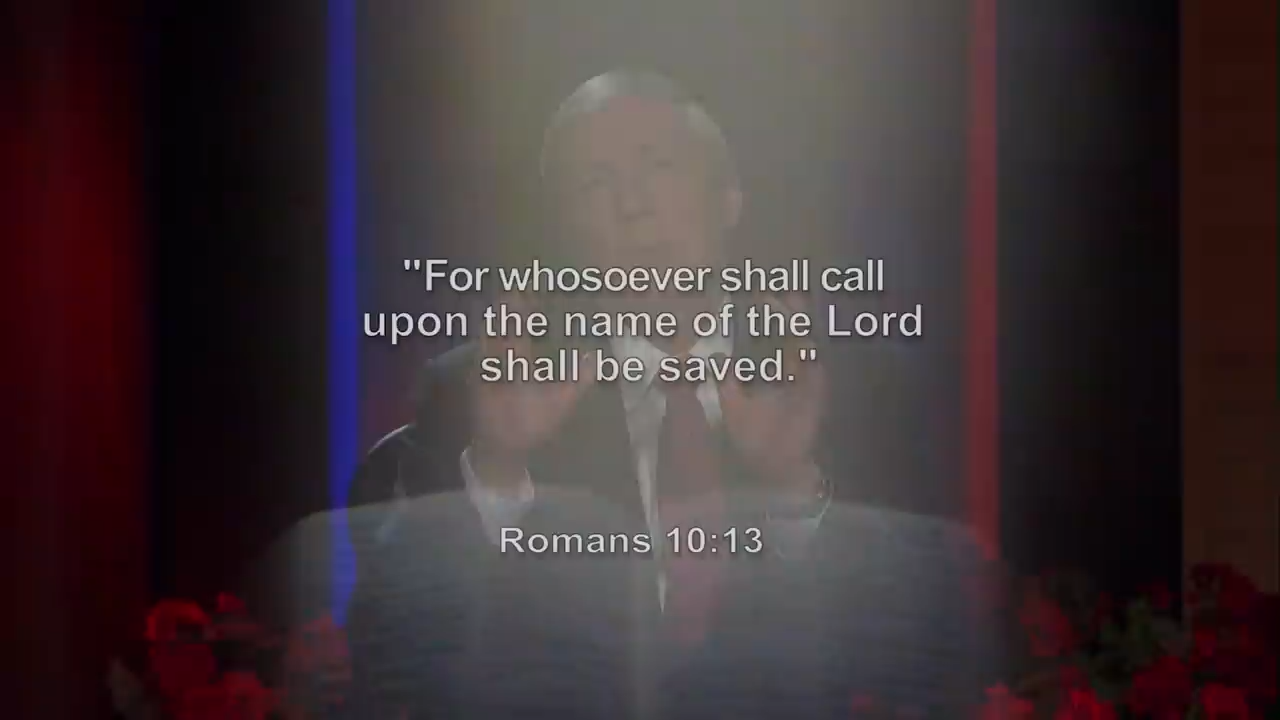 "For whosoever shall call
upon the name of the Lord
shall be saved."
Romans 10:13